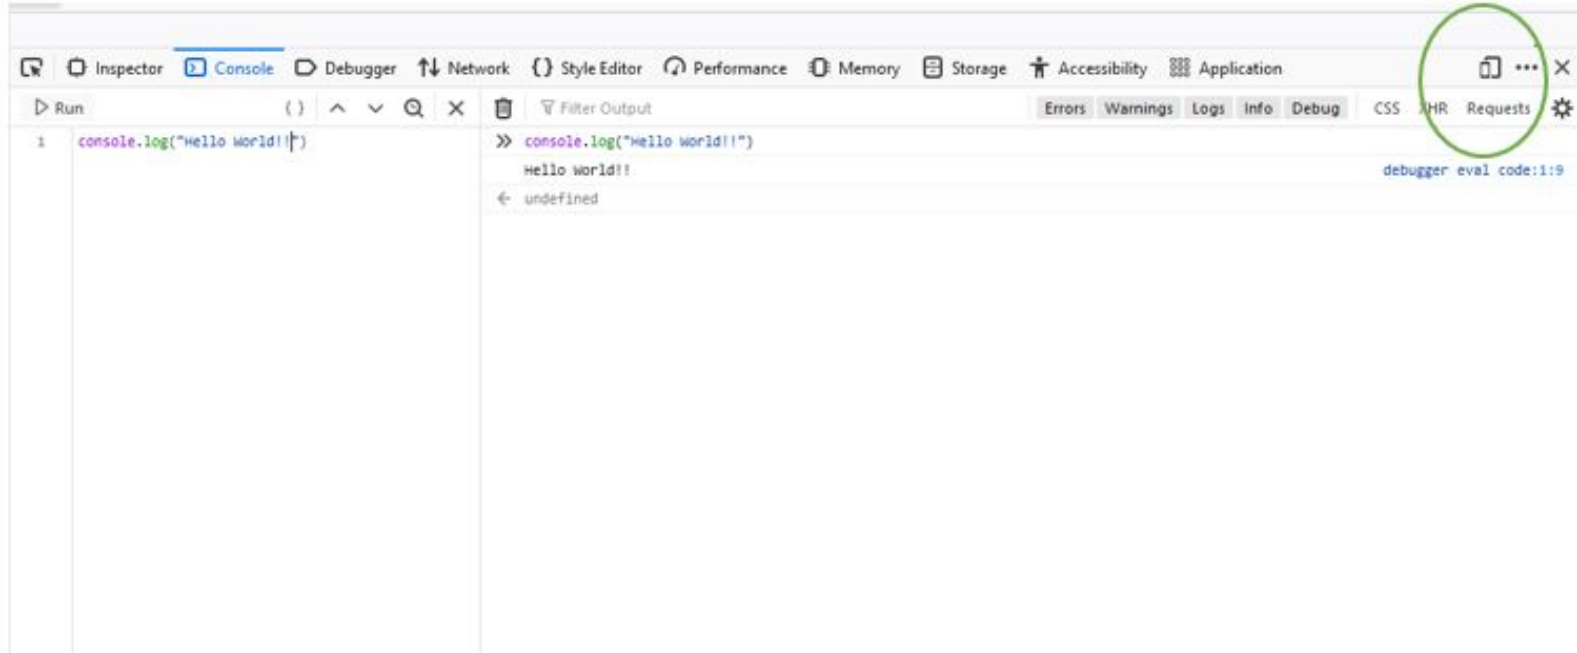 Inspector Console Debugger Network {} Style Editor Performance Memory Storage Accessibility Application
Run Filter Output Errors Warnings Logs Info Debug CSS XHR Requests
1 console.log("Hello World!!")
>> console.log("Hello World!!")
Hello World!! debugger eval code:1:9
undefined